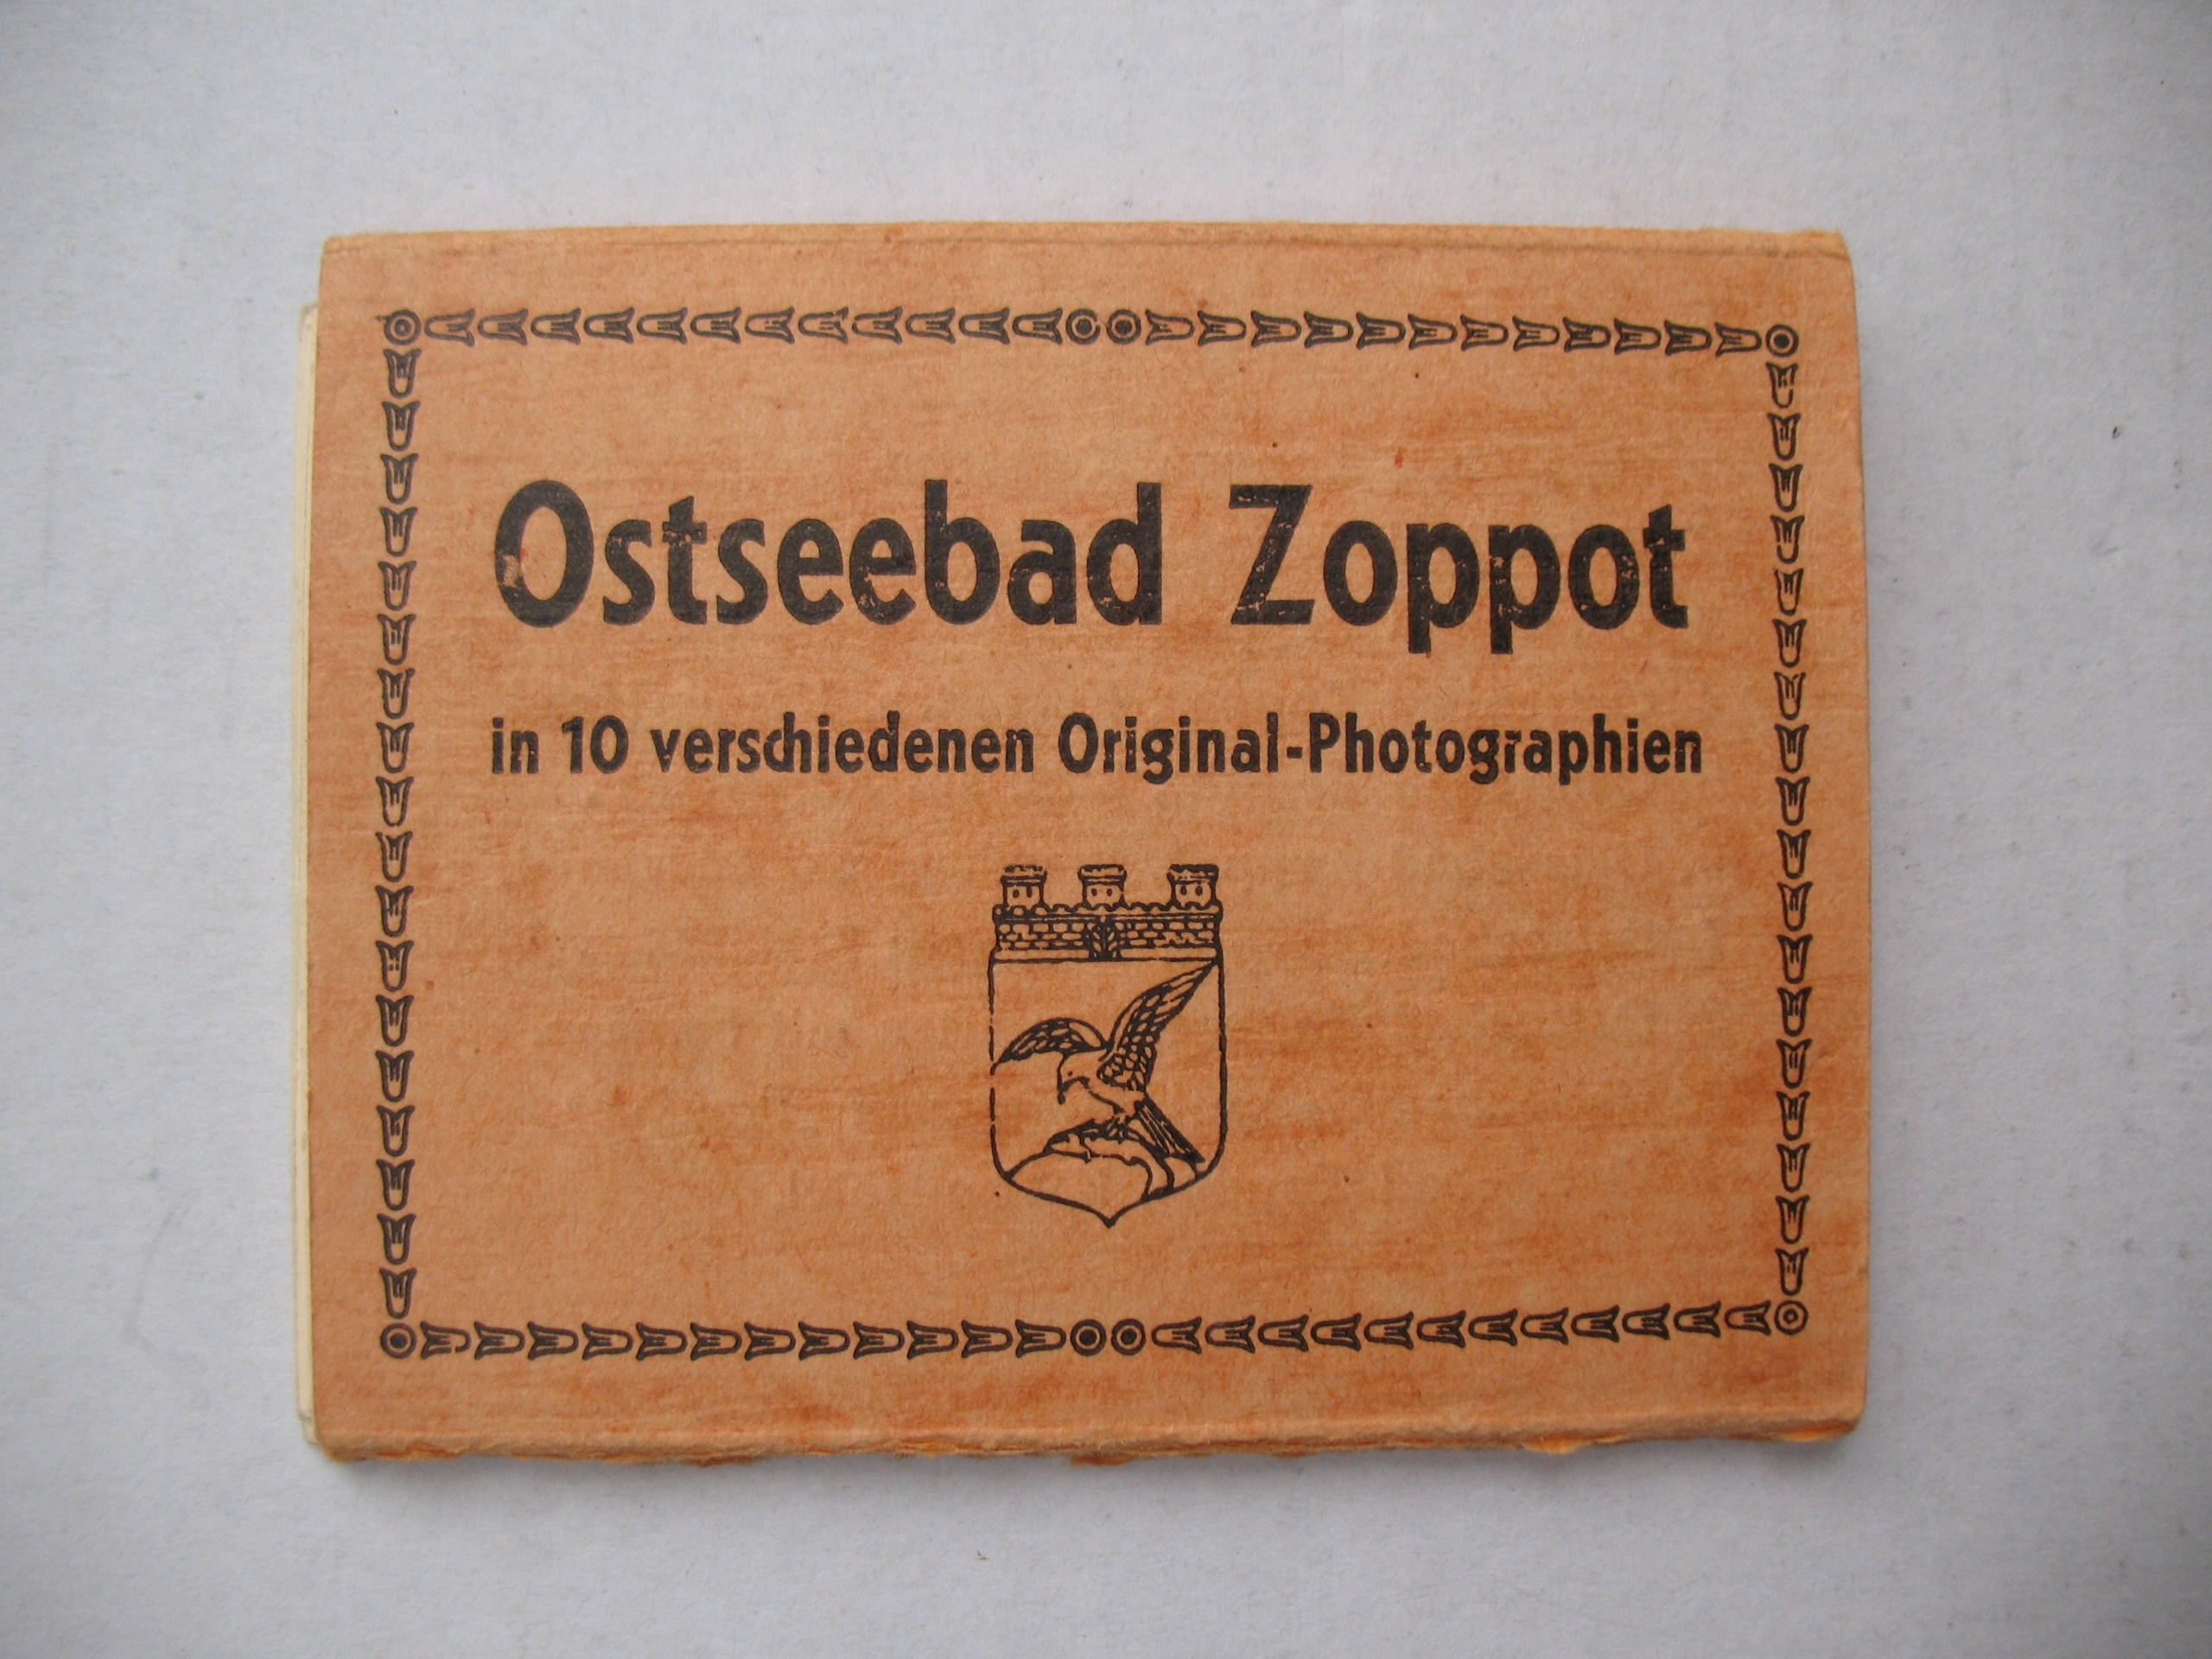 Ostseebad Zoppot
in 10 verschiedenen Original-Photographien